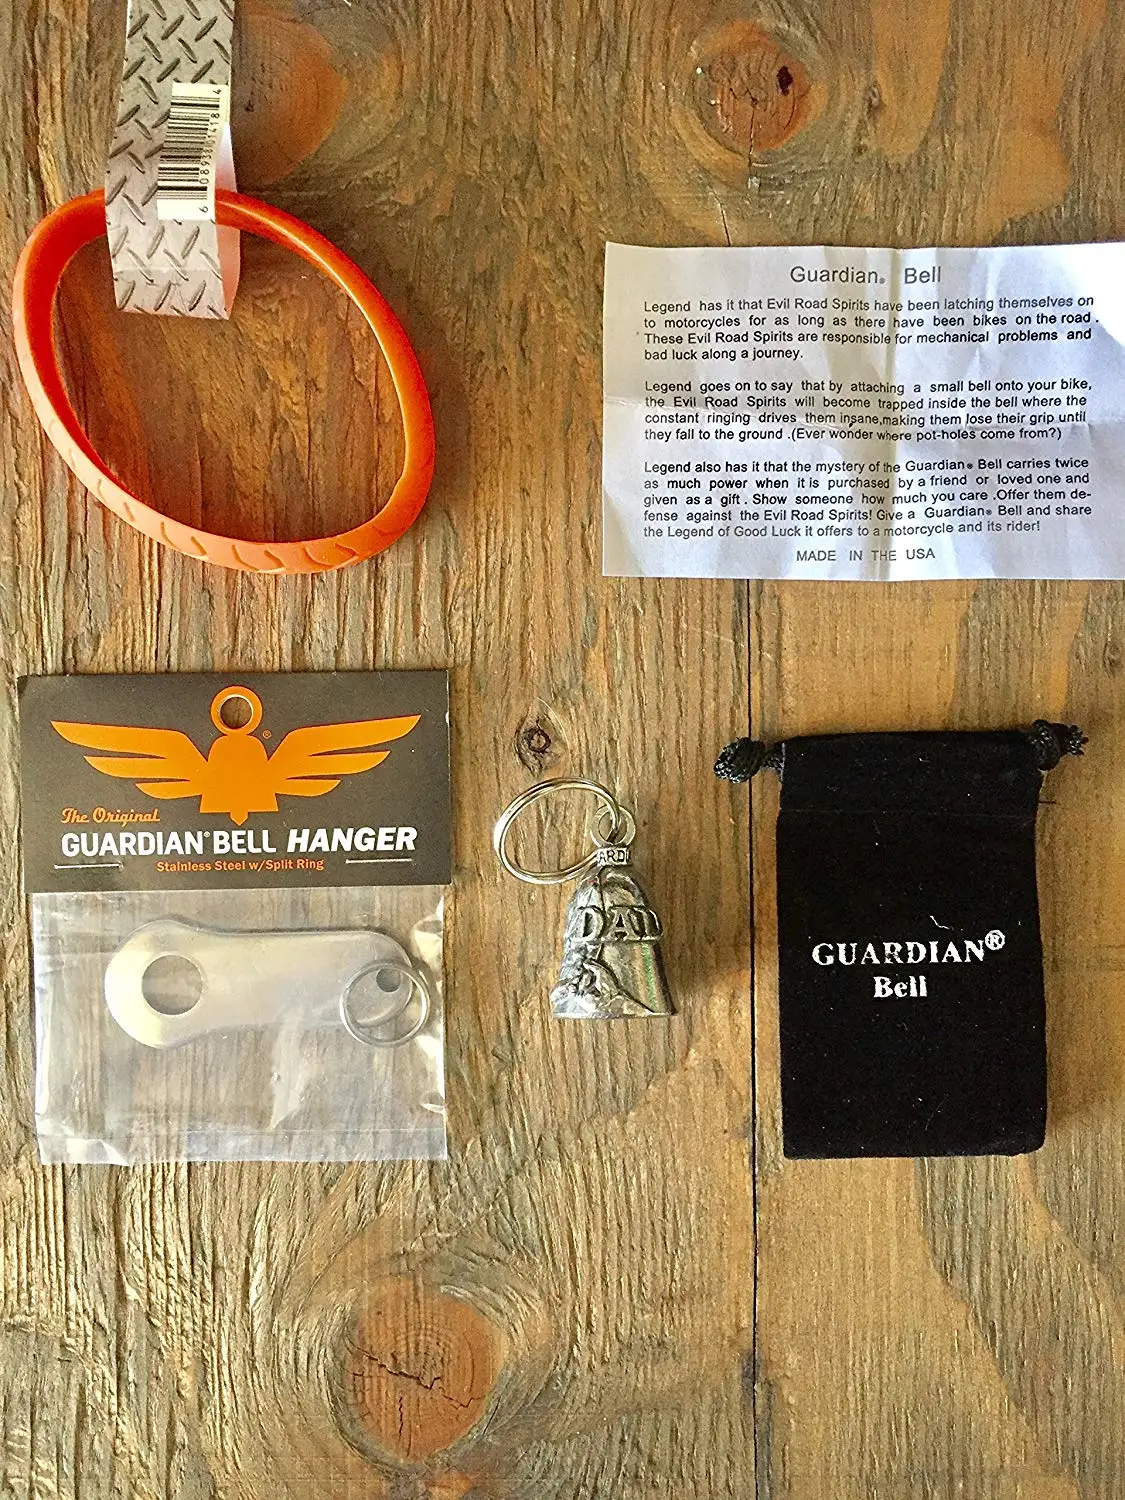 6 08938 01418 4
Guardian® Bell
Legend has it that Evil Road Spirits have been latching themselves on
to motorcycles for as long as there have been bikes on the road .
These Evil Road Spirits are responsible for mechanical problems and
bad luck along a journey.
Legend goes on to say that by attaching a small bell onto your bike,
the Evil Road Spirits will become trapped inside the bell where the
constant ringing drives them insane,making them lose their grip until
they fall to the ground .(Ever wonder where pot-holes come from?)
Legend also has it that the mystery of the Guardian® Bell carries twice
as much power when it is purchased by a friend or loved one and
given as a gift . Show someone how much you care .Offer them de-
fense against the Evil Road Spirits! Give a Guardian® Bell and share
the Legend of Good Luck it offers to a motorcycle and its rider!
MADE IN THE USA
®
The Original
GUARDIAN® BELL HANGER
Stainless Steel w/Split Ring
ARDI
DAD
GUARDIAN®
Bell